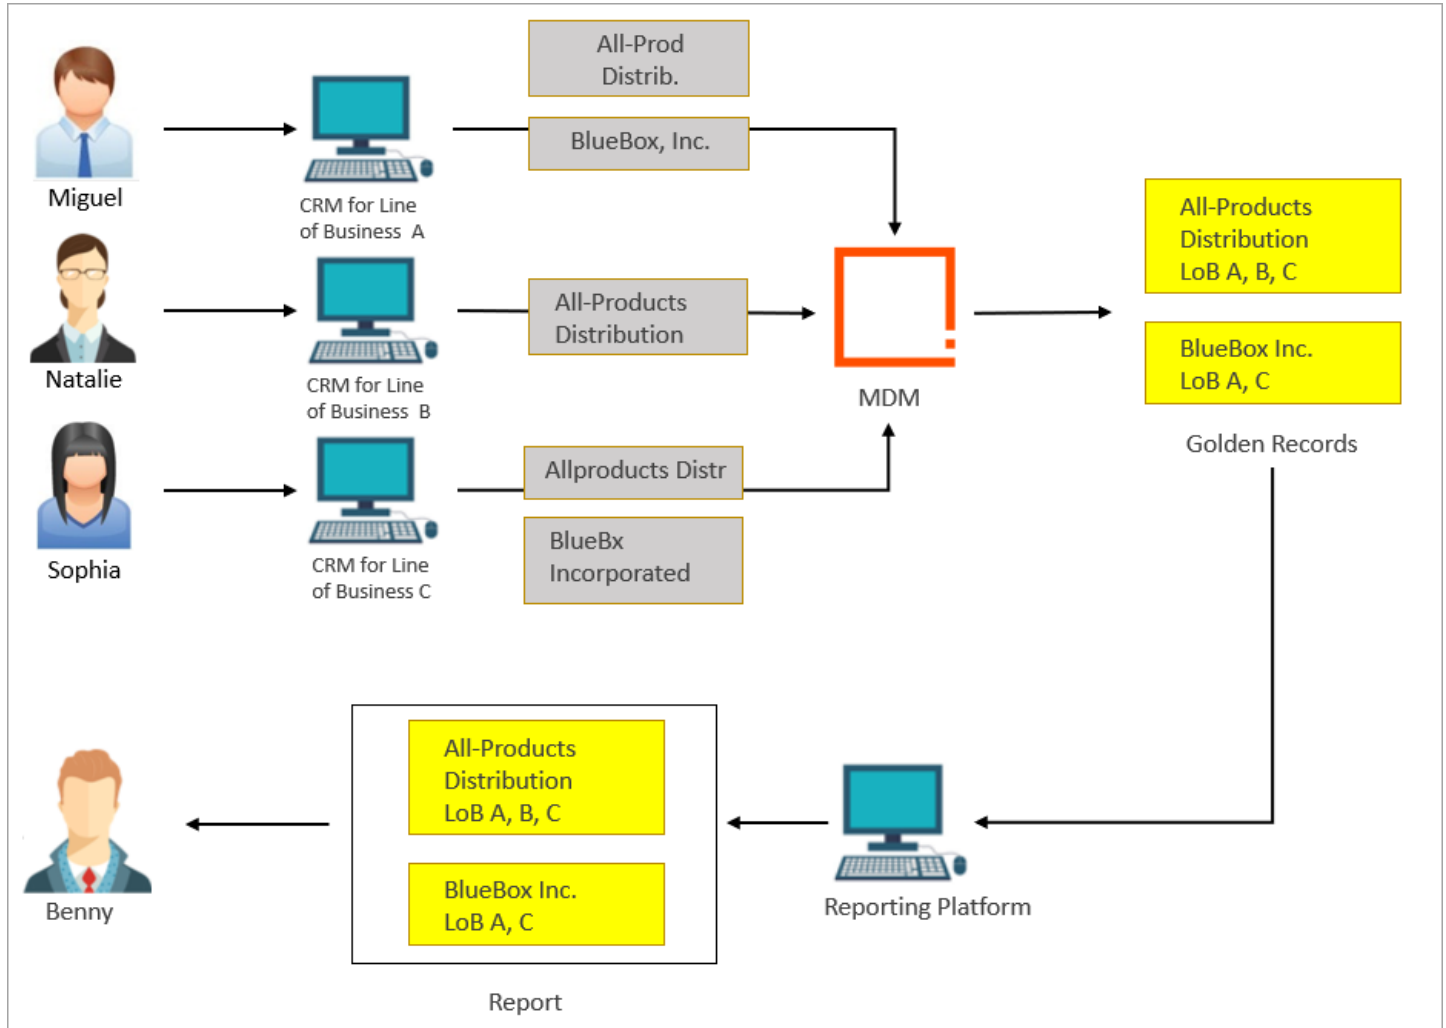 Miguel
CRM for Line
of Business  A
All-Prod
Distrib.
BlueBox, Inc.
Natalie
CRM for Line
of Business  B
All-Products
Distribution
Sophia
CRM for Line
of Business C
Allproducts Distr
BlueBx
Incorporated
MDM
All-Products
Distribution
LoB A, B, C
BlueBox Inc.
LoB A, C
Golden Records
Reporting Platform
All-Products
Distribution
LoB A, B, C
BlueBox Inc.
LoB A, C
Report
Benny